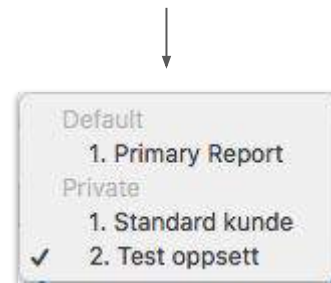 Default
1. Primary Report
Private
1. Standard kunde
✓ 2. Test oppsett